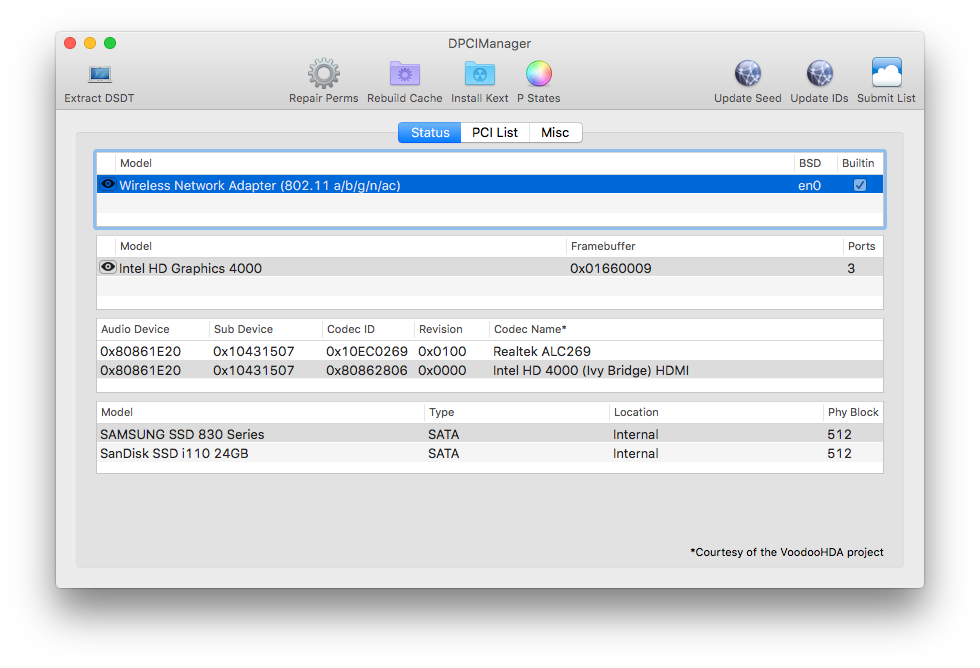 DPCIManager
Extract DSDT Repair Perms Rebuild Cache Install Kext P States Update Seed Update IDs Submit List
Status PCI List Misc
Model BSD Builtin
Wireless Network Adapter (802.11 a/b/g/n/ac) en0
Model Framebuffer Ports
Intel HD Graphics 4000 0x01660009 3
Audio Device Sub Device Codec ID Revision Codec Name*
0x80861E20 0x10431507 0x10EC0269 0x0100 Realtek ALC269
0x80861E20 0x10431507 0x80862806 0x0000 Intel HD 4000 (Ivy Bridge) HDMI
Model Type Location Phy Block
SAMSUNG SSD 830 Series SATA Internal 512
SanDisk SSD i110 24GB SATA Internal 512
*Courtesy of the VoodooHDA project